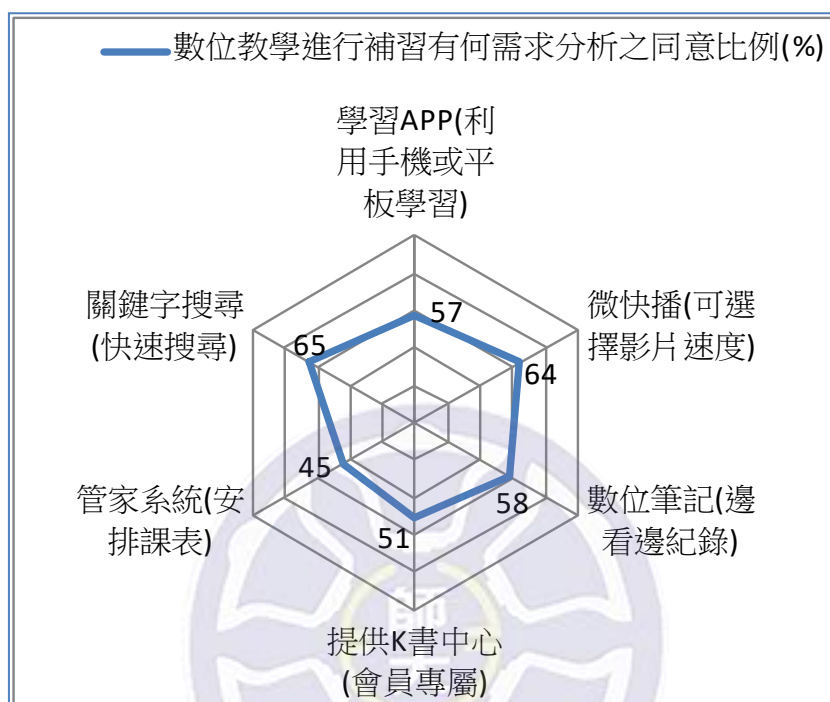 數位教學進行補習有何需求分析之同意比例(%)
學習APP(利
用手機或平
板學習)
關鍵字搜尋
(快速搜尋)
微快播(可選
擇影片速度)
57
65
64
45
58
51
管家系統(安
排課表)
數位筆記(邊
看邊紀錄)
提供K書中心
(會員專屬)